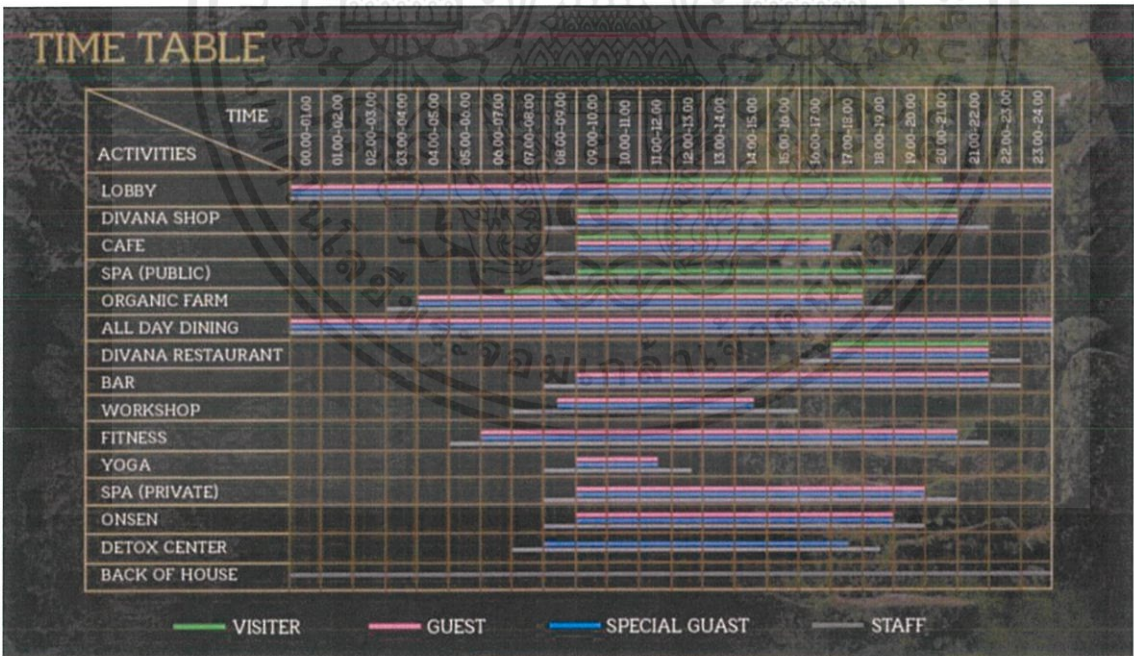 TIME TABLE
TIME
ACTIVITIES
00.00-01.00
01.00-02.00
02.00-03.00
03.00-04.00
04.00-05.00
05.00-06.00
06.00-07.00
07.00-08.00
08.00-09.00
09.00-10.00
10.00-11.00
11.00-12.00
12.00-13.00
13.00-14.00
14.00-15.00
15.00-16.00
16.00-17.00
17.00-18.00
18.00-19.00
19.00-20.00
20.00-21.00
21.00-22.00
22.00-23.00
23.00-24.00
LOBBY
DIVANA SHOP
CAFE
SPA (PUBLIC)
ORGANIC FARM
ALL DAY DINING
DIVANA RESTAURANT
BAR
WORKSHOP
FITNESS
YOGA
SPA (PRIVATE)
ONSEN
DETOX CENTER
BACK OF HOUSE
VISITER
GUEST
SPECIAL GUAST
STAFF